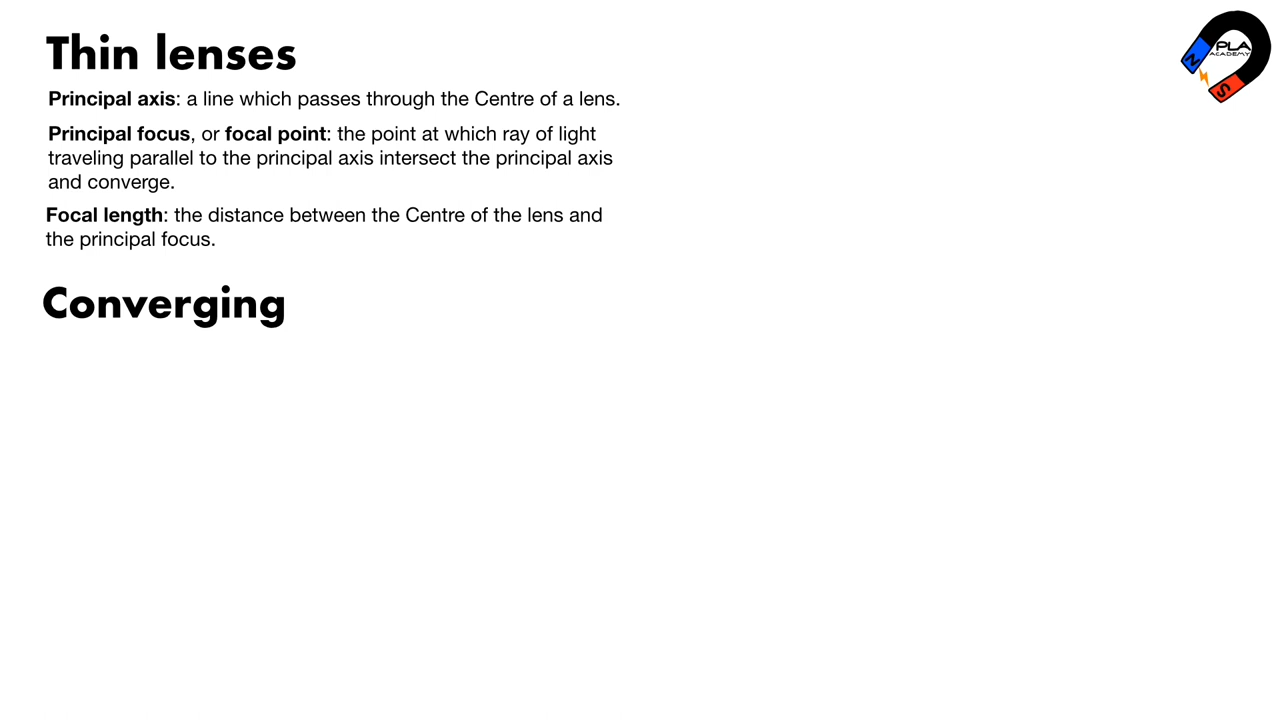 Thin lenses
PLA
ACADEMY
N
S
Principal axis: a line which passes through the Centre of a lens.
Principal focus, or focal point: the point at which ray of light
traveling parallel to the principal axis intersect the principal axis
and converge.
Focal length: the distance between the Centre of the lens and
the principal focus.
Converging